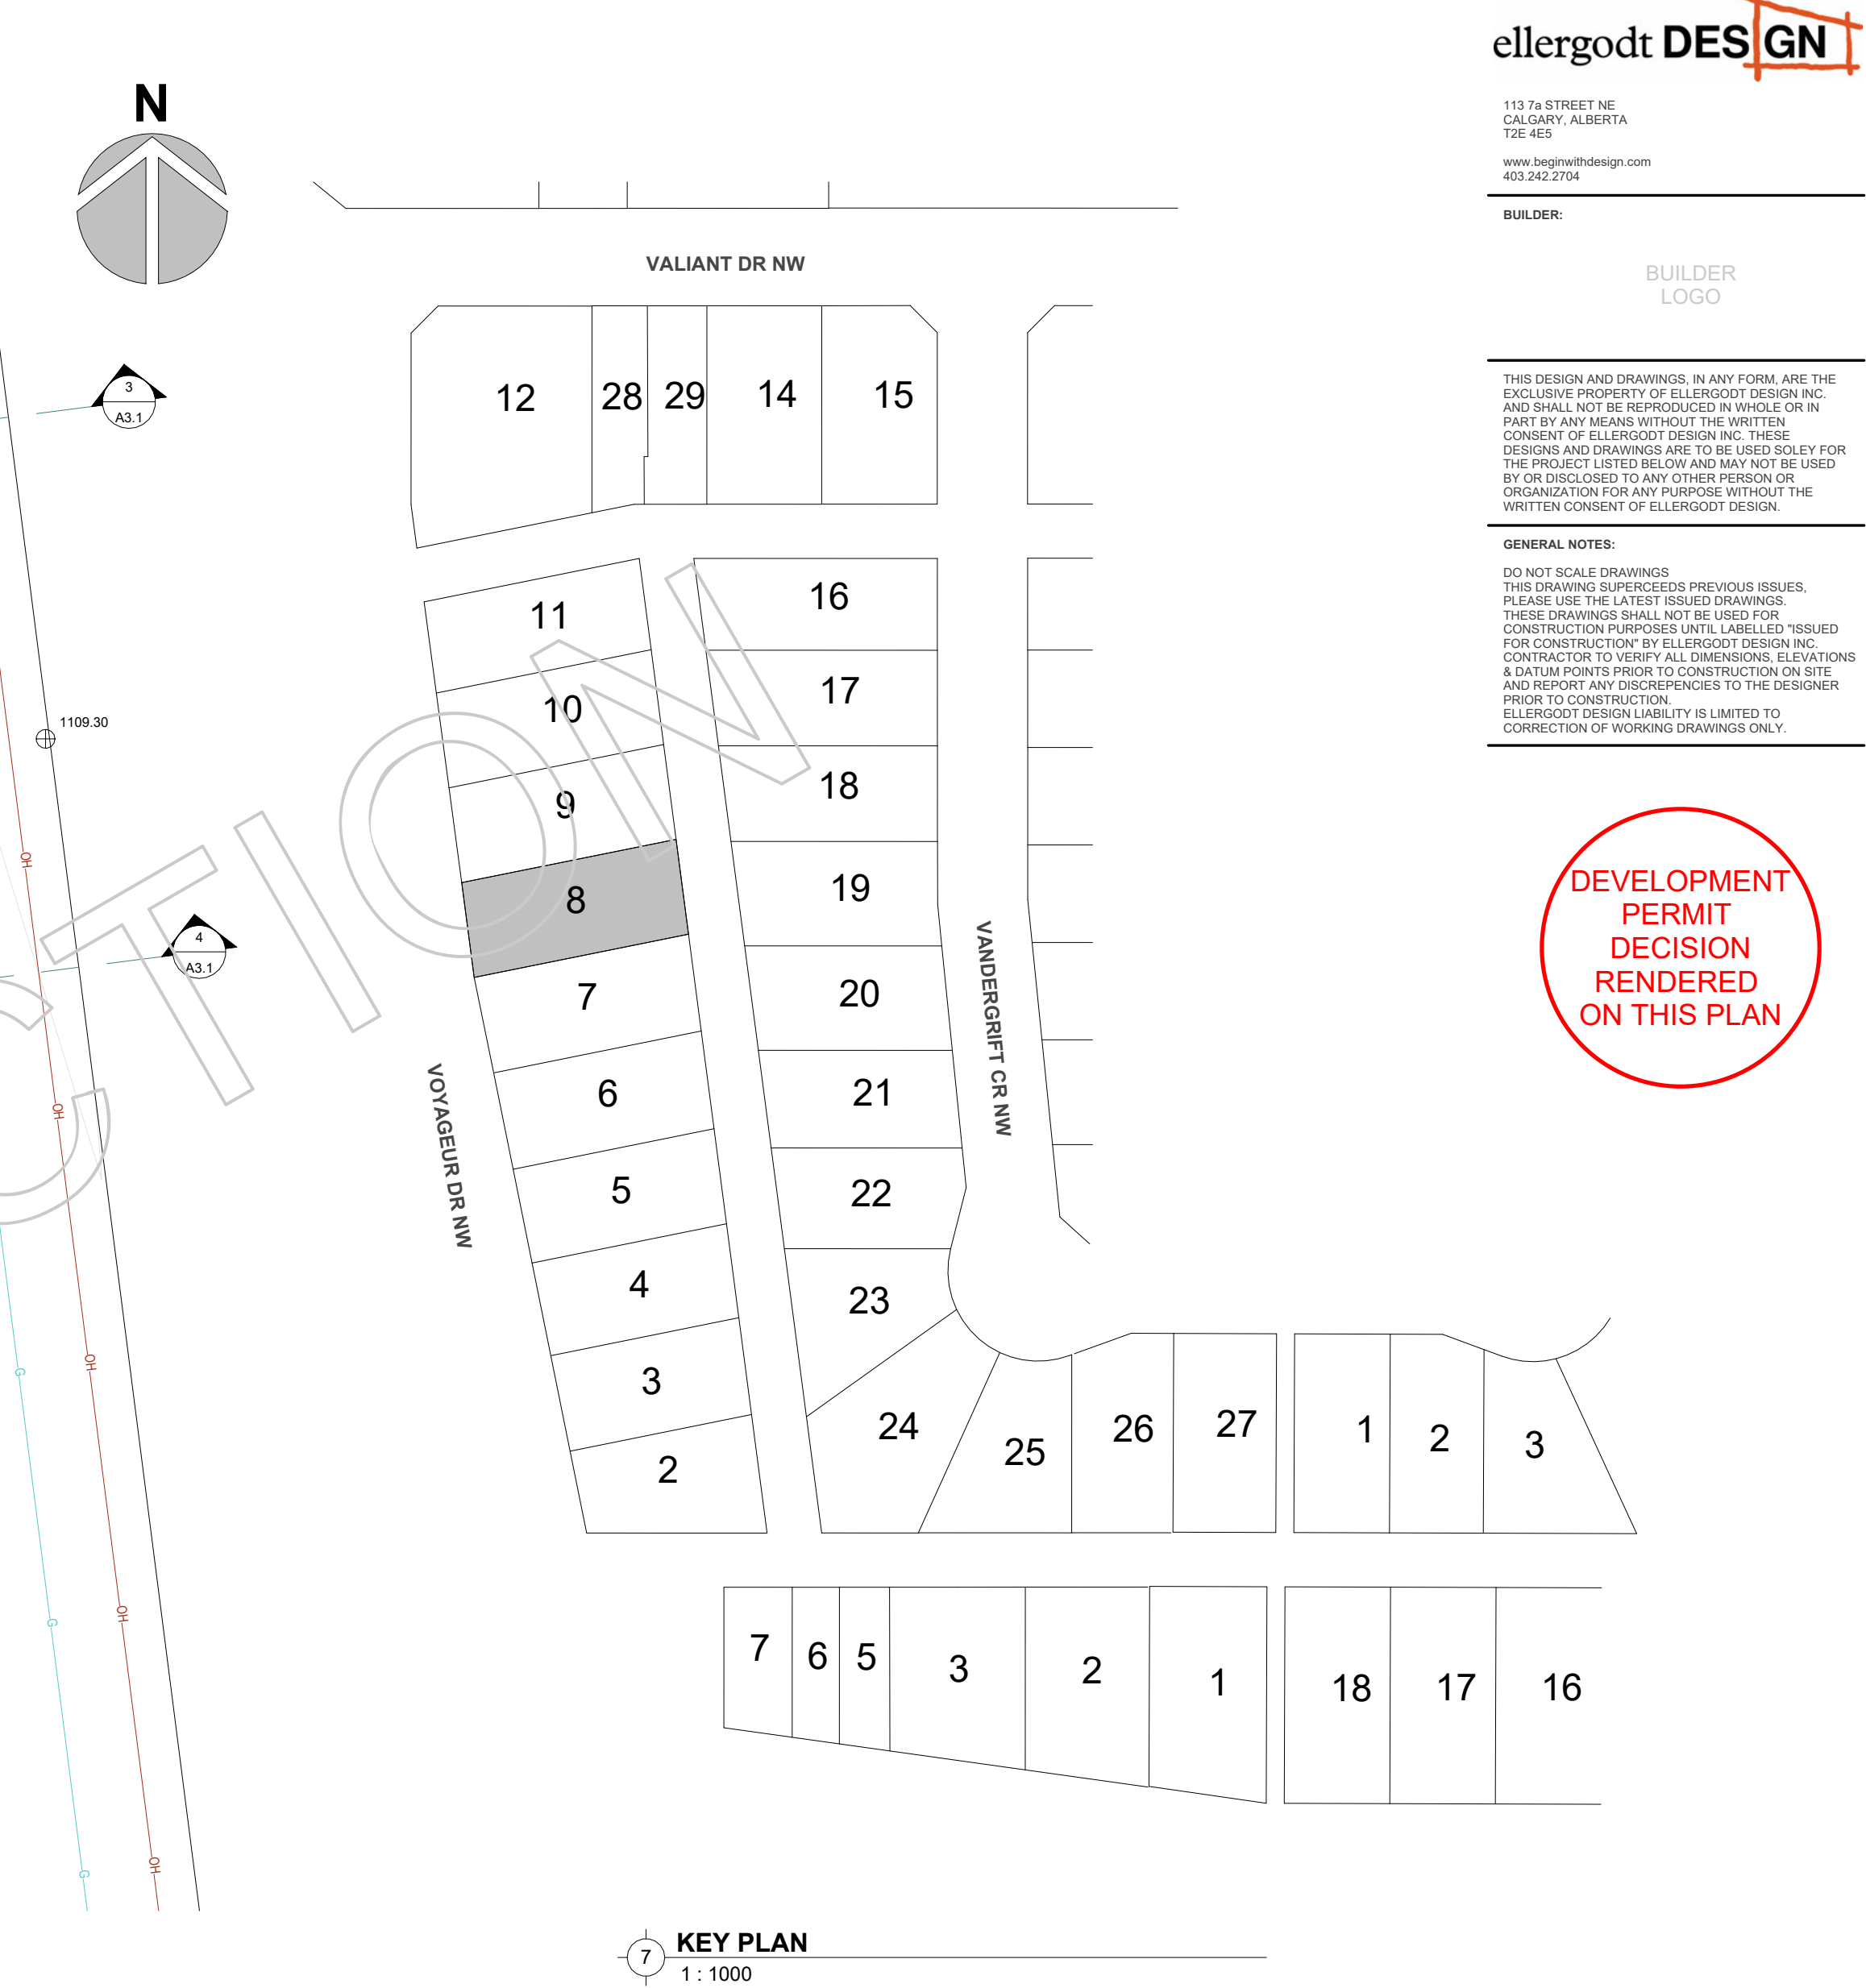 ellergodt DESIGN
113 7a STREET NE
CALGARY, ALBERTA
T2E 4E5
www.beginwithdesign.com
403.242.2704
BUILDER:
BUILDER
LOGO
THIS DESIGN AND DRAWINGS, IN ANY FORM, ARE THE
EXCLUSIVE PROPERTY OF ELLERGODT DESIGN INC.
AND SHALL NOT BE REPRODUCED IN WHOLE OR IN
PART BY ANY MEANS WITHOUT THE WRITTEN
CONSENT OF ELLERGODT DESIGN INC. THESE
DESIGNS AND DRAWINGS ARE TO BE USED SOLEY FOR
THE PROJECT LISTED BELOW AND MAY NOT BE USED
BY OR DISCLOSED TO ANY OTHER PERSON OR
ORGANIZATION FOR ANY PURPOSE WITHOUT THE
WRITTEN CONSENT OF ELLERGODT DESIGN.
GENERAL NOTES:
DO NOT SCALE DRAWINGS
THIS DRAWING SUPERCEEDS PREVIOUS ISSUES,
PLEASE USE THE LATEST ISSUED DRAWINGS.
THESE DRAWINGS SHALL NOT BE USED FOR
CONSTRUCTION PURPOSES UNTIL LABELLED "ISSUED
FOR CONSTRUCTION" BY ELLERGODT DESIGN INC.
CONTRACTOR TO VERIFY ALL DIMENSIONS, ELEVATIONS
& DATUM POINTS PRIOR TO CONSTRUCTION ON SITE
AND REPORT ANY DISCREPENCIES TO THE DESIGNER
PRIOR TO CONSTRUCTION.
ELLERGODT DESIGN LIABILITY IS LIMITED TO
CORRECTION OF WORKING DRAWINGS ONLY.
DEVELOPMENT
PERMIT
DECISION
RENDERED
ON THIS PLAN
N
VALIANT DR NW
12 28 29 14 15
3
A3.1
11
10
9
8
7
6
5
4
3
2
16
17
18
19
20
21
22
23
24
25
26
27
1
2
3
1109.30
4
A3.1
VOYAGEUR DR NW
VANDERGRIFT CR NW
OH
OH
OH
OH
OH
G
G
G
CTION
7 6 5 3 2 1 18 17 16
7
KEY PLAN
1 : 1000